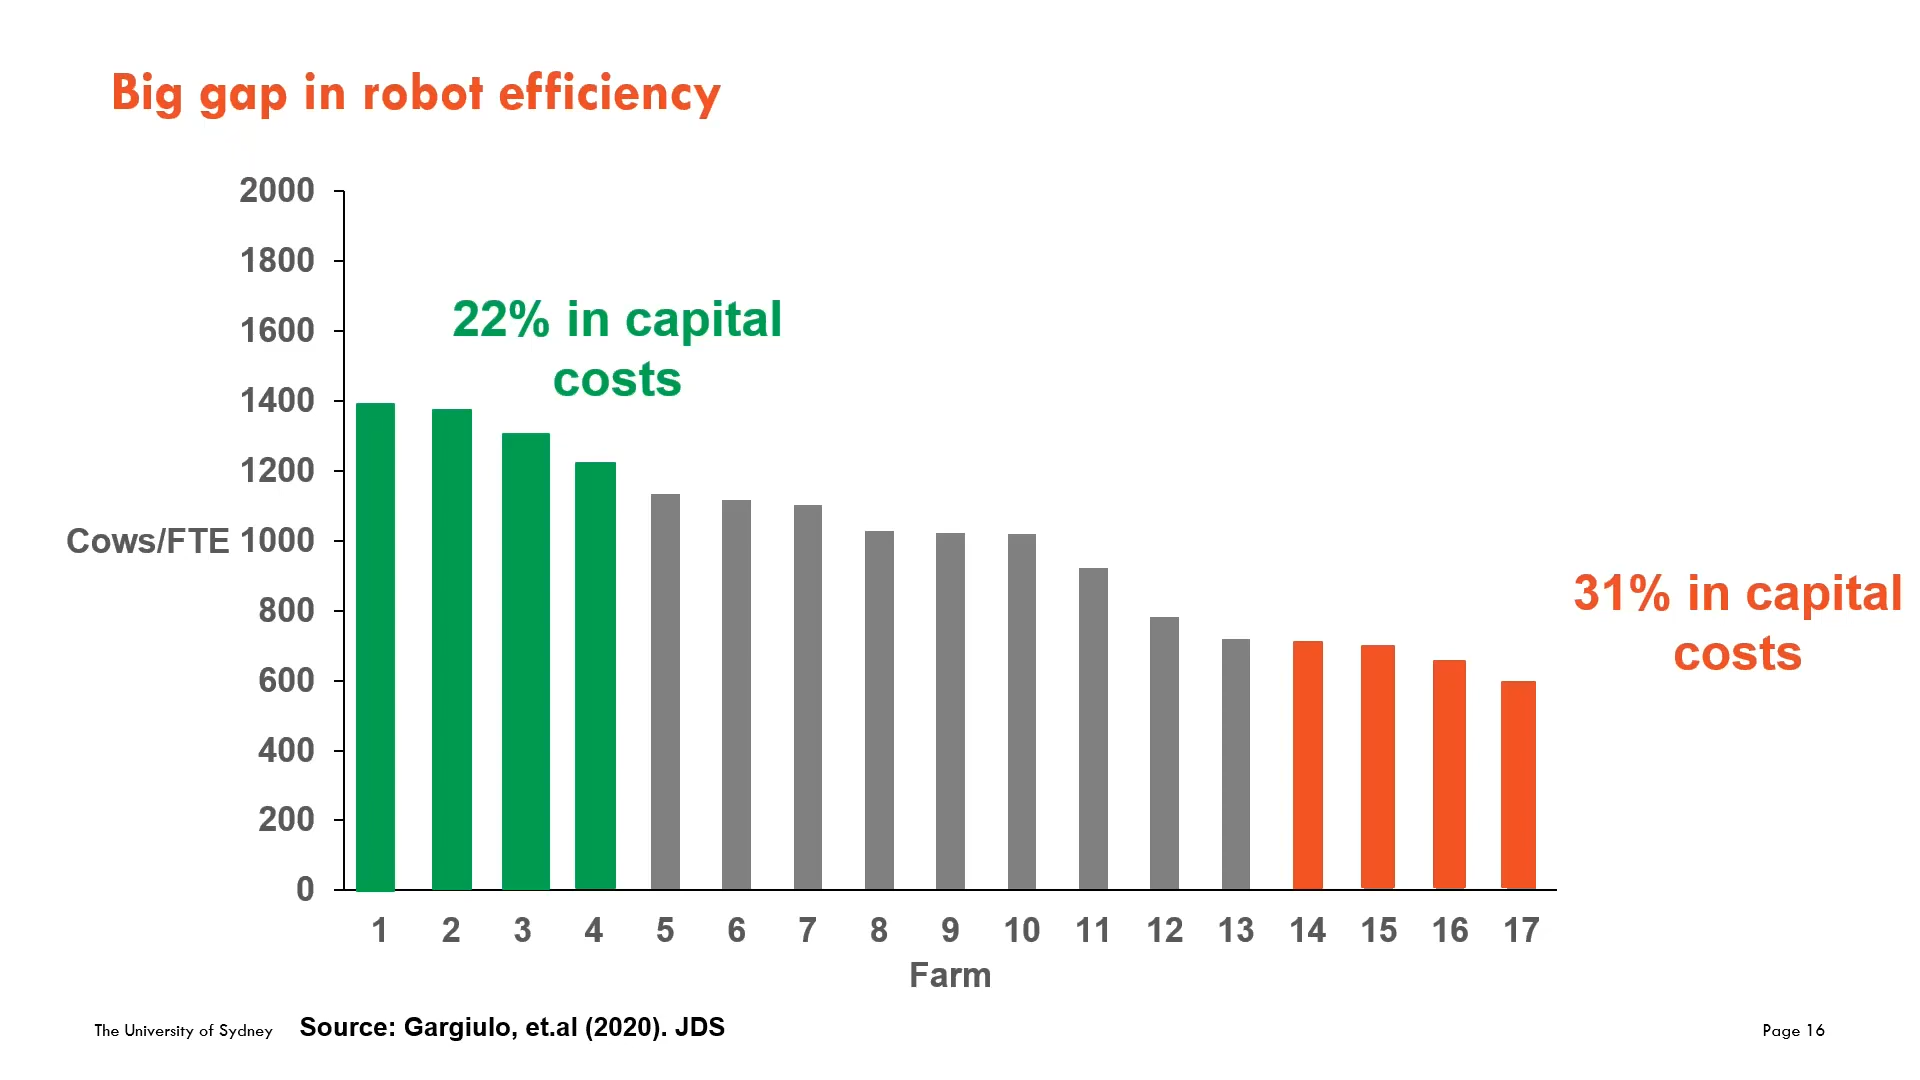 Big gap in robot efficiency
2000
1800
22% in capital
costs
1600
1400
1200
Cows/FTE 1000
800
600
400
200
0
31% in capital
costs
1 2 3 4 5 6 7 8 9 10 11 12 13 14 15 16 17
Farm
The University of Sydney Source: Gargiulo, et.al (2020). JDS Page 16